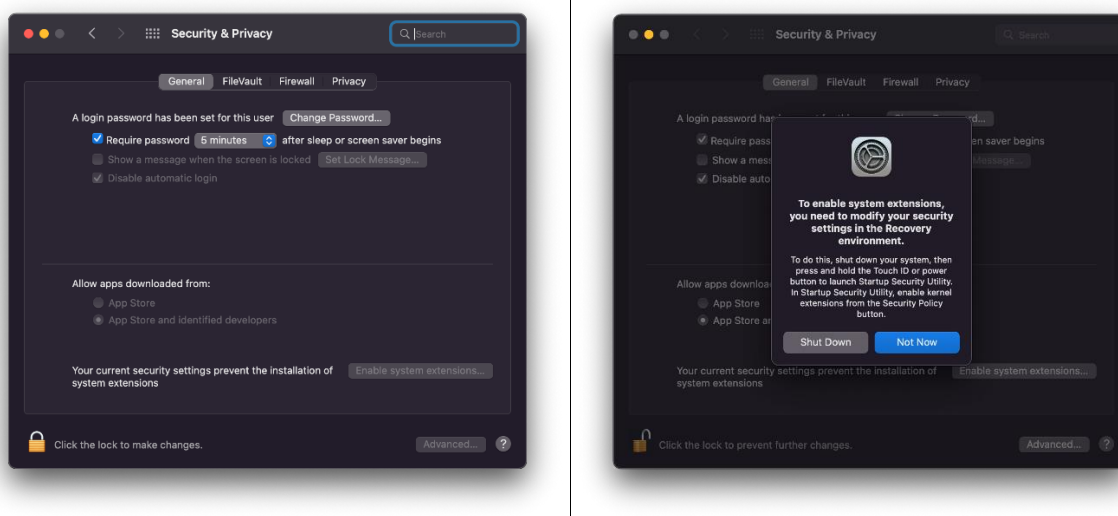 Security & Privacy
Search
General FileVault Firewall Privacy
A login password has been set for this user Change Password...
Require password 5 minutes after sleep or screen saver begins
Show a message when the screen is locked Set Lock Message...
Disable automatic login
Allow apps downloaded from:
App Store
App Store and identified developers
Your current security settings prevent the installation of
system extensions
Enable system extensions...
Click the lock to make changes.
Advanced... ?
Security & Privacy
Search
General FileVault Firewall Privacy
A login password has
Require pass
en saver begins
Show a mess
Message...
Disable auto
To enable system extensions,
you need to modify your security
settings in the Recovery
environment.
To do this, shut down your system, then
press and hold the Touch ID or power
button to launch Startup Security Utility.
In Startup Security Utility, enable kernel
extensions from the Security Policy
button.
Shut Down Not Now
Allow apps downloa
App Store
App Store an
Your current security settings prevent the installation of
system extensions
Enable system extensions...
Click the lock to prevent further changes.
Advanced... ?